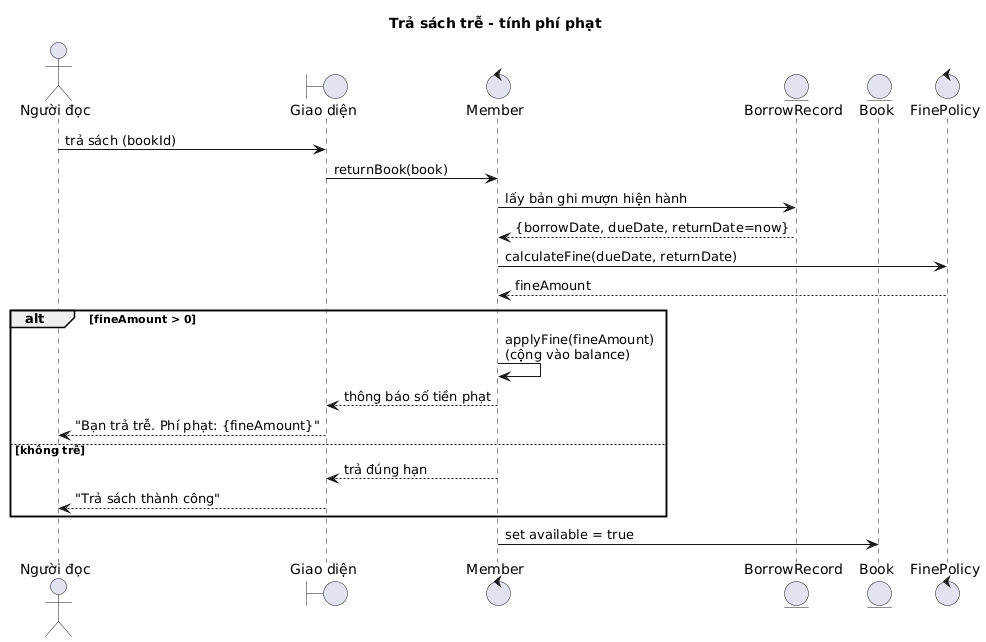 Trả sách trễ - tính phí phạt
Người đọc
Giao diện
Member
BorrowRecord
Book
FinePolicy
trả sách (bookId)
returnBook(book)
lấy bản ghi mượn hiện hành
{borrowDate, dueDate, returnDate=now}
calculateFine(dueDate, returnDate)
fineAmount
alt
[fineAmount > 0]
applyFine(fineAmount)
(cộng vào balance)
thông báo số tiền phạt
"Bạn trả trễ. Phí phạt: {fineAmount}"
[không trễ]
trả đúng hạn
"Trả sách thành công"
set available = true
Người đọc
Giao diện
Member
BorrowRecord
Book
FinePolicy